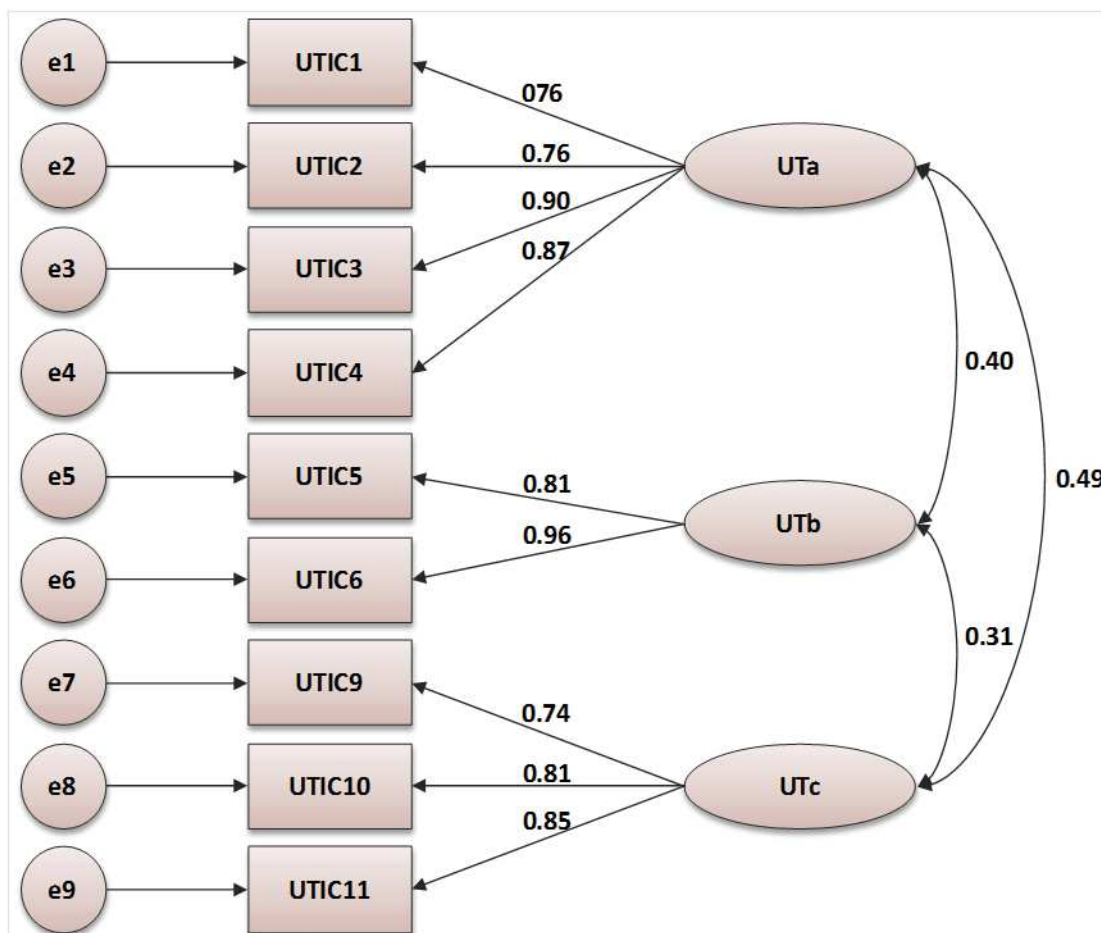 e1
UTIC1
076
e2
UTIC2
0.76
UTa
e3
UTIC3
0.90
e4
UTIC4
0.87
0.40
e5
UTIC5
0.81
0.49
e6
UTIC6
0.96
UTb
e7
UTIC9
0.74
0.31
e8
UTIC10
0.81
UTc
e9
UTIC11
0.85